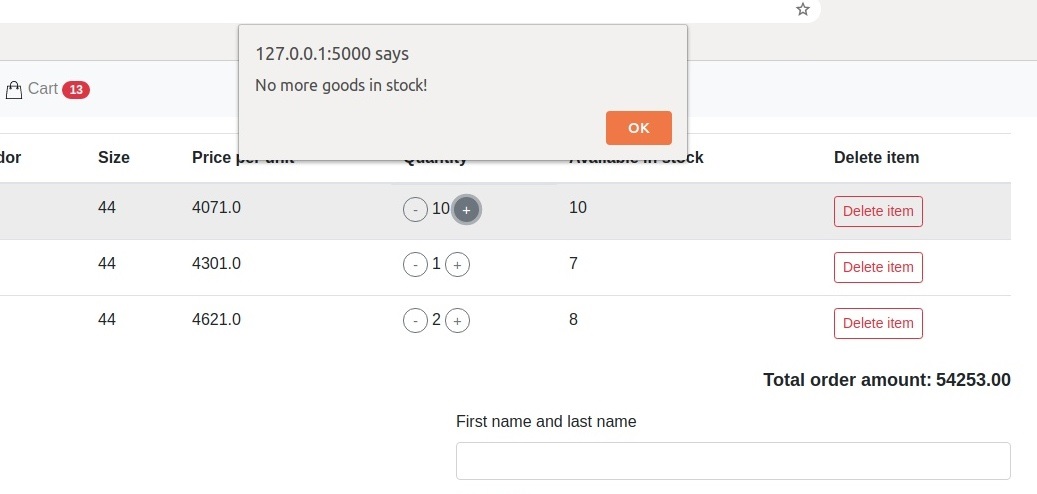 127.0.0.1:5000 says
No more goods in stock!
OK
Cart 13
dor Size Price per unit Quantity Available in stock Delete item
44 4071.0 - 10 + 10 Delete item
44 4301.0 - 1 + 7 Delete item
44 4621.0 - 2 + 8 Delete item
Total order amount: 54253.00
First name and last name